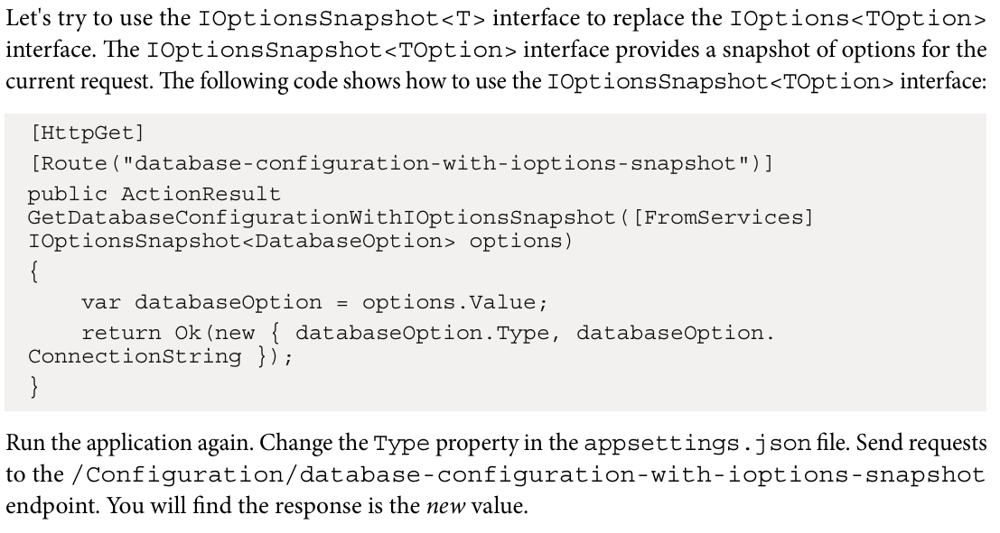 Let's try to use the IOptionsSnapshot<T> interface to replace the IOptions<TOption>
interface. The IOptionsSnapshot<TOption> interface provides a snapshot of options for the
current request. The following code shows how to use the IOptionsSnapshot<TOption> interface:
[HttpGet]
[Route("database-configuration-with-ioptions-snapshot")]
public ActionResult
GetDatabaseConfigurationWithIOptionsSnapshot([FromServices]
IOptionsSnapshot<DatabaseOption> options)
{
    var databaseOption = options.Value;
    return Ok(new { databaseOption.Type, databaseOption.
ConnectionString });
}
Run the application again. Change the Type property in the appsettings.json file. Send requests
to the /Configuration/database-configuration-with-ioptions-snapshot
endpoint. You will find the response is the new value.